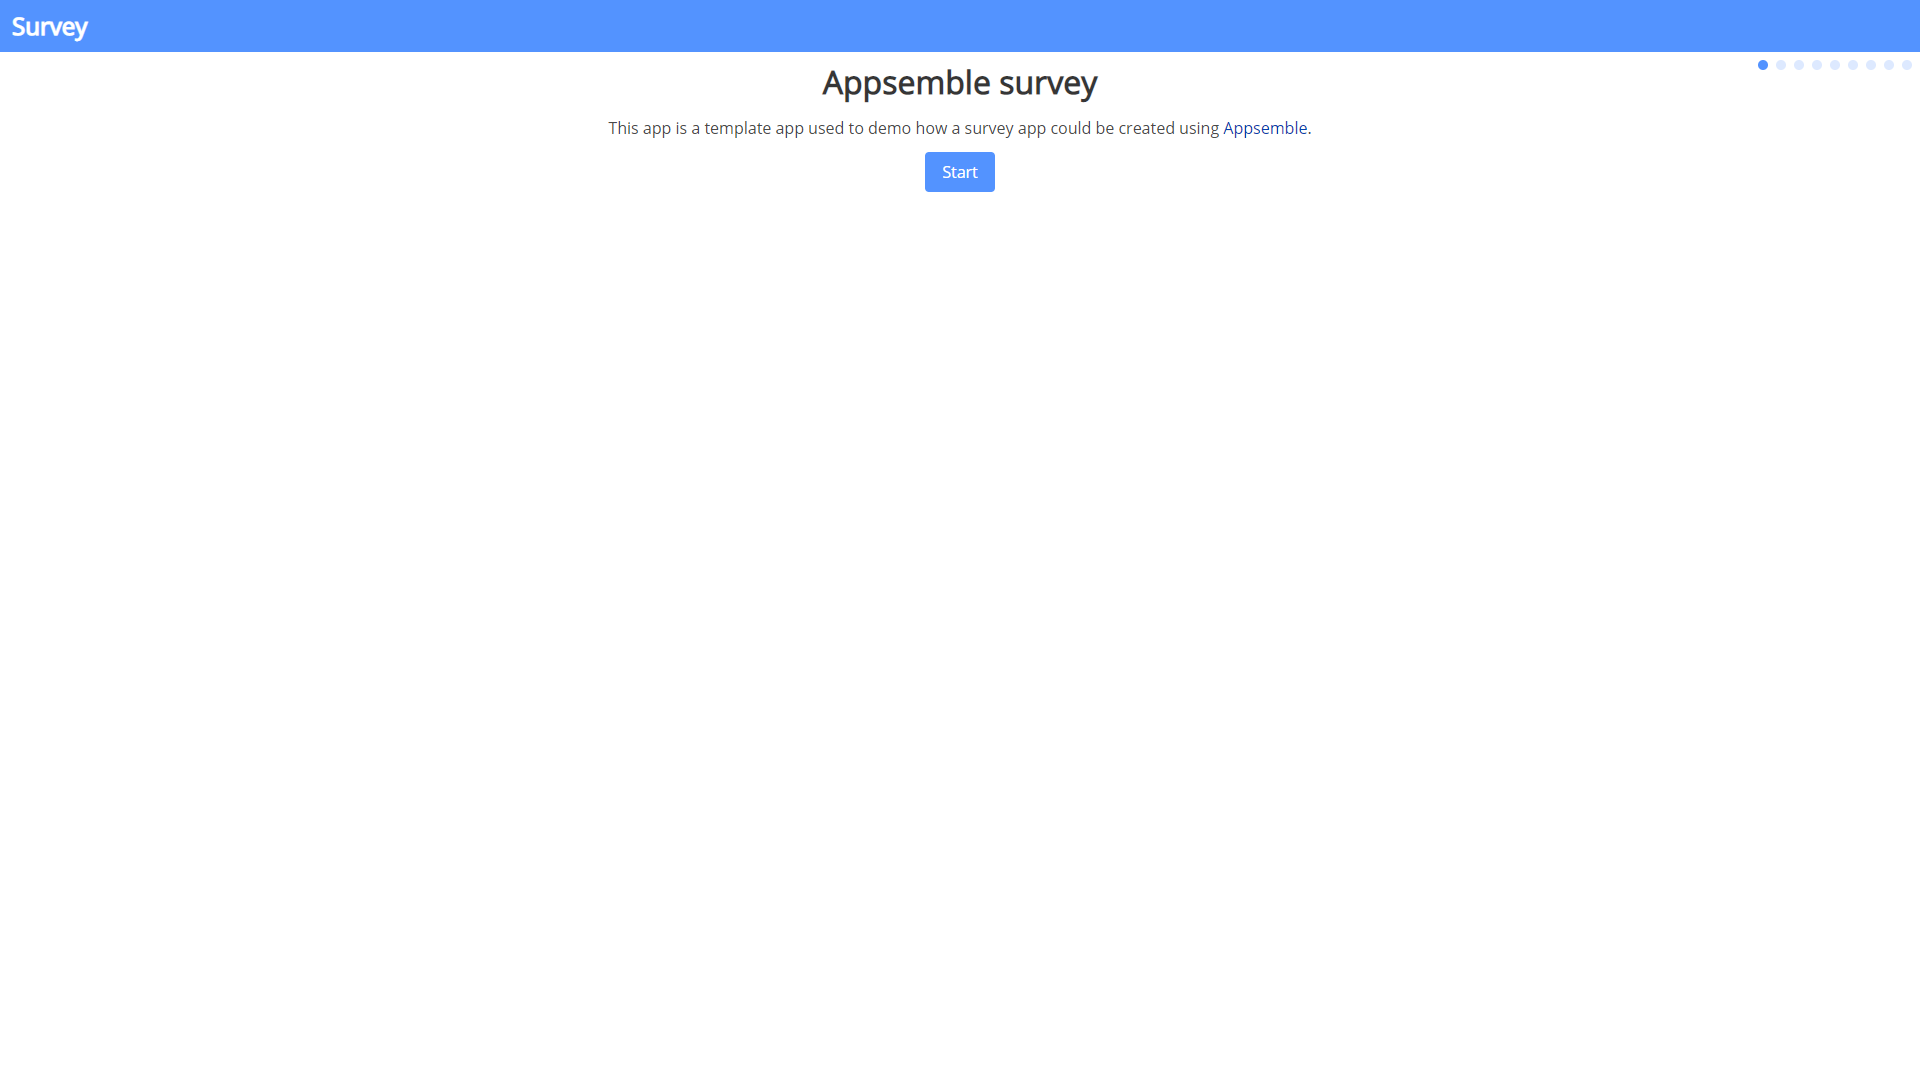 Survey
Appsemble survey
This app is a template app used to demo how a survey app could be created using Appsemble.
Start